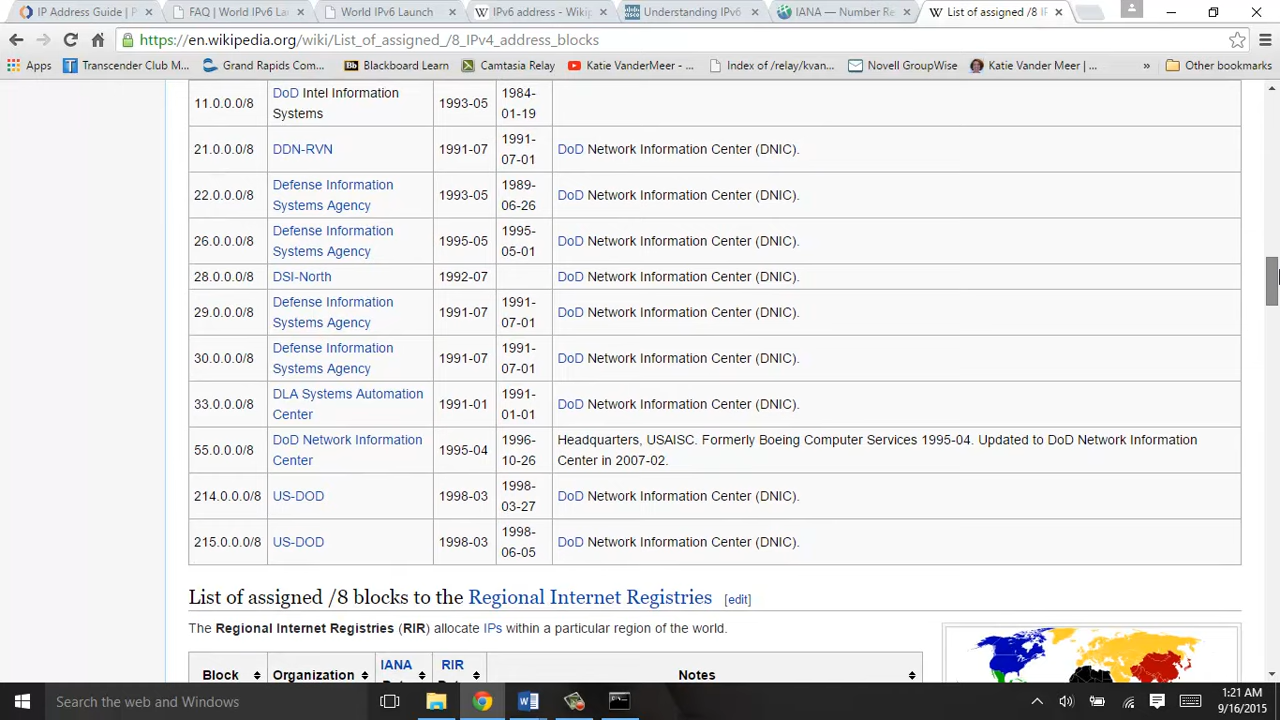 IP Address Guide | P
FAQ | World IPv6 Lau
World IPv6 Launch
IPv6 address - Wikip
Understanding IPv6
IANA — Number Re
List of assigned /8 IF
https://en.wikipedia.org/wiki/List_of_assigned_/8_IPv4_address_blocks
Apps
Transcender Club M...
Grand Rapids Com...
Blackboard Learn
Camtasia Relay
Katie VanderMeer - ...
Index of /relay/kvan...
Novell GroupWise
Katie Vander Meer | ...
»
Other bookmarks
11.0.0.0/8
DoD Intel Information
Systems
1993-05
1984-
01-19
21.0.0.0/8
DDN-RVN
1991-07
1991-
07-01
DoD Network Information Center (DNIC).
22.0.0.0/8
Defense Information
Systems Agency
1993-05
1989-
06-26
DoD Network Information Center (DNIC).
26.0.0.0/8
Defense Information
Systems Agency
1995-05
1995-
05-01
DoD Network Information Center (DNIC).
28.0.0.0/8
DSI-North
1992-07
DoD Network Information Center (DNIC).
29.0.0.0/8
Defense Information
Systems Agency
1991-07
1991-
07-01
DoD Network Information Center (DNIC).
30.0.0.0/8
Defense Information
Systems Agency
1991-07
1991-
07-01
DoD Network Information Center (DNIC).
33.0.0.0/8
DLA Systems Automation
Center
1991-01
1991-
01-01
DoD Network Information Center (DNIC).
55.0.0.0/8
DoD Network Information
Center
1995-04
1996-
10-26
Headquarters, USAISC. Formerly Boeing Computer Services 1995-04. Updated to DoD Network Information
Center in 2007-02.
214.0.0.0/8
US-DOD
1998-03
1998-
03-27
DoD Network Information Center (DNIC).
215.0.0.0/8
US-DOD
1998-03
1998-
06-05
DoD Network Information Center (DNIC).
List of assigned /8 blocks to the Regional Internet Registries [edit]
The Regional Internet Registries (RIR) allocate IPs within a particular region of the world.
Block
Organization
IANA
RIR
Notes
Search the web and Windows
1:21 AM
9/16/2015